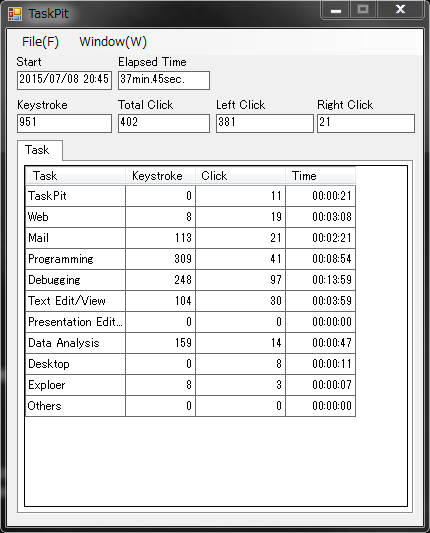 TaskPit
File(F) Window(W)
Start Elapsed Time
2015/07/08 20:45 37min.45sec.
Keystroke Total Click Left Click Right Click
951 402 381 21
Task
Task Keystroke Click Time
TaskPit 0 11 00:00:21
Web 8 19 00:03:08
Mail 113 21 00:02:21
Programming 309 41 00:08:54
Debugging 248 97 00:13:59
Text Edit/View 104 30 00:03:59
Presentation Edit... 0 0 00:00:00
Data Analysis 159 14 00:00:47
Desktop 0 8 00:00:11
Exploer 8 3 00:00:07
Others 0 0 00:00:00